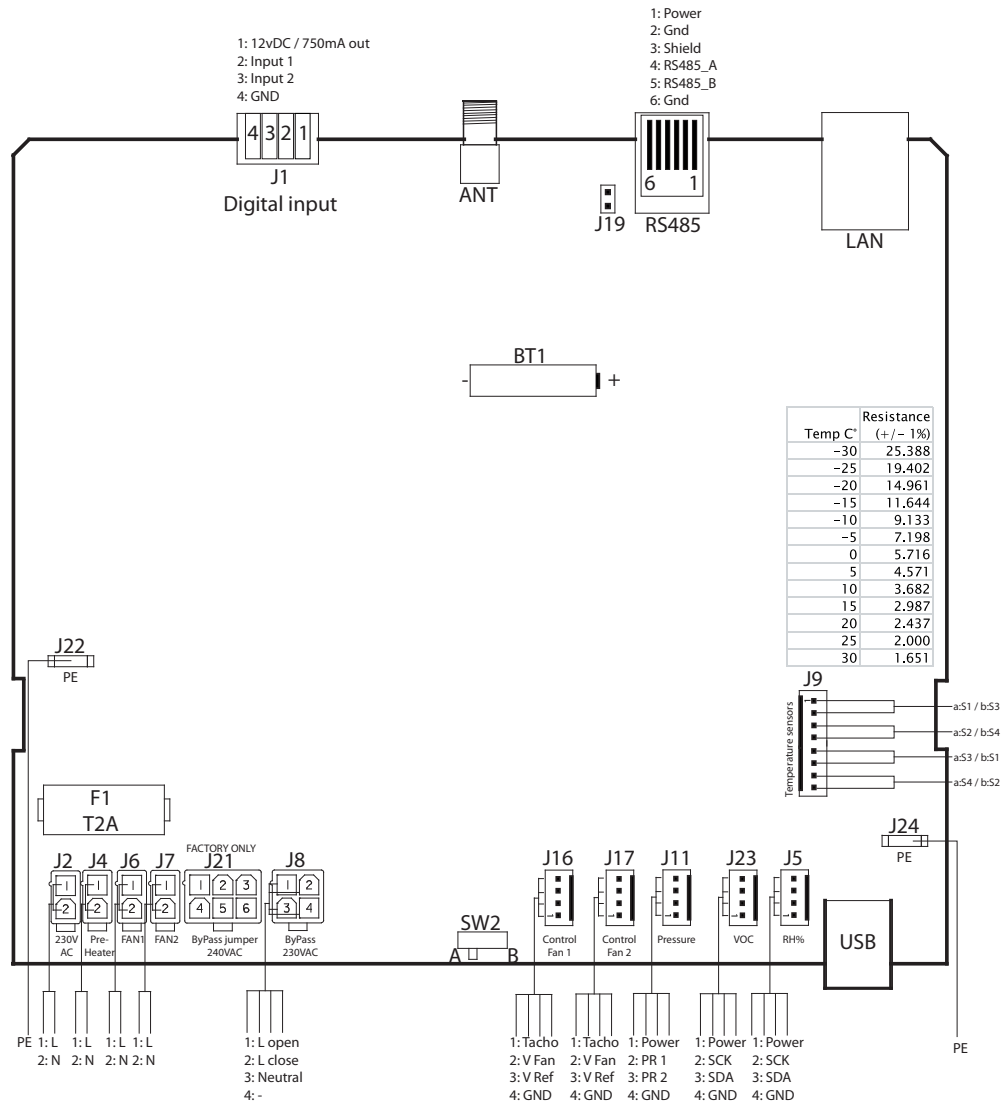 1: 12vDC / 750mA out
2: Input 1
3: Input 2
4: GND
4 3 2 1
J1
Digital input
ANT
1: Power
2: Gnd
3: Shield
4: RS485_A
5: RS485_B
6: Gnd
6 1
J19
RS485
LAN
BT1
- +
Temp C° Resistance (+/- 1%)
-30 25.388
-25 19.402
-20 14.961
-15 11.644
-10 9.133
-5 7.198
0 5.716
5 4.571
10 3.682
15 2.987
20 2.437
25 2.000
30 1.651
J22
PE
J9
1
Temperature sensors
a:S1 / b:S3
a:S2 / b:S4
a:S3 / b:S1
a:S4 / b:S2
F1
T2A
J24
PE
J2
1
2
230V
AC
J4
1
2
Pre-
Heater
J6
1
2
FAN1
J7
1
2
FAN2
FACTORY ONLY
J21
1 2 3
4 5 6
ByPass jumper
240VAC
J8
1 2
3 4
ByPass
230VAC
SW2
A B
J16
1
Control
Fan 1
J17
1
Control
Fan 2
J11
1
Pressure
J23
1
VOC
J5
1
RH%
USB
PE
1: L
2: N
1: L
2: N
1: L
2: N
1: L
2: N
1: L open
2: L close
3: Neutral
4: -
1: Tacho
2: V Fan
3: V Ref
4: GND
1: Tacho
2: V Fan
3: V Ref
4: GND
1: Power
2: PR 1
3: PR 2
4: GND
1: Power
2: SCK
3: SDA
4: GND
1: Power
2: SCK
3: SDA
4: GND
PE